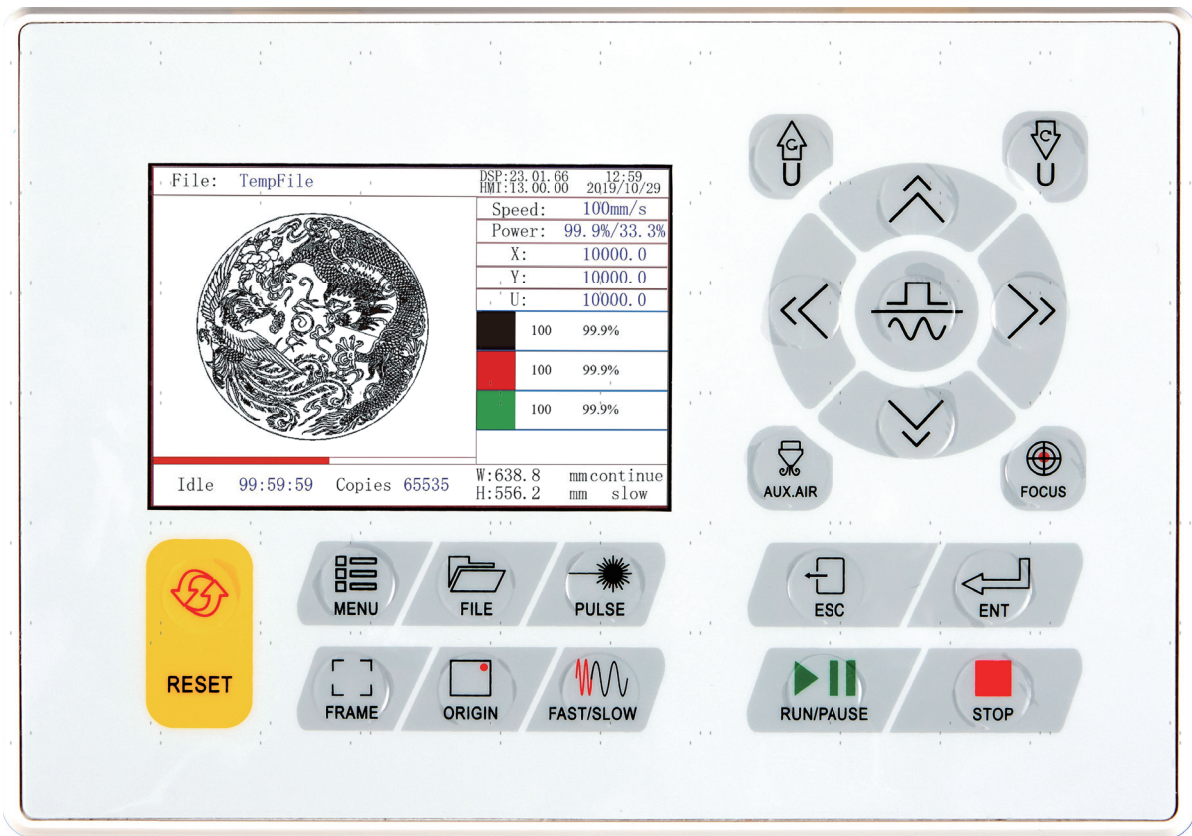 File: TempFile
DSP:23.01.66 12:59
HMI:13.00.00 2019/10/29
Speed: 100mm/s
Power: 99.9%/33.3%
X: 10000.0
Y: 10000.0
U: 10000.0
100 99.9%
100 99.9%
100 99.9%
Idle 99:59:59 Copies 65535
W:638.8 mm continue
H:556.2 mm slow
U
U
AUX.AIR
FOCUS
RESET
MENU
FILE
PULSE
ESC
ENT
FRAME
ORIGIN
FAST/SLOW
RUN/PAUSE
STOP